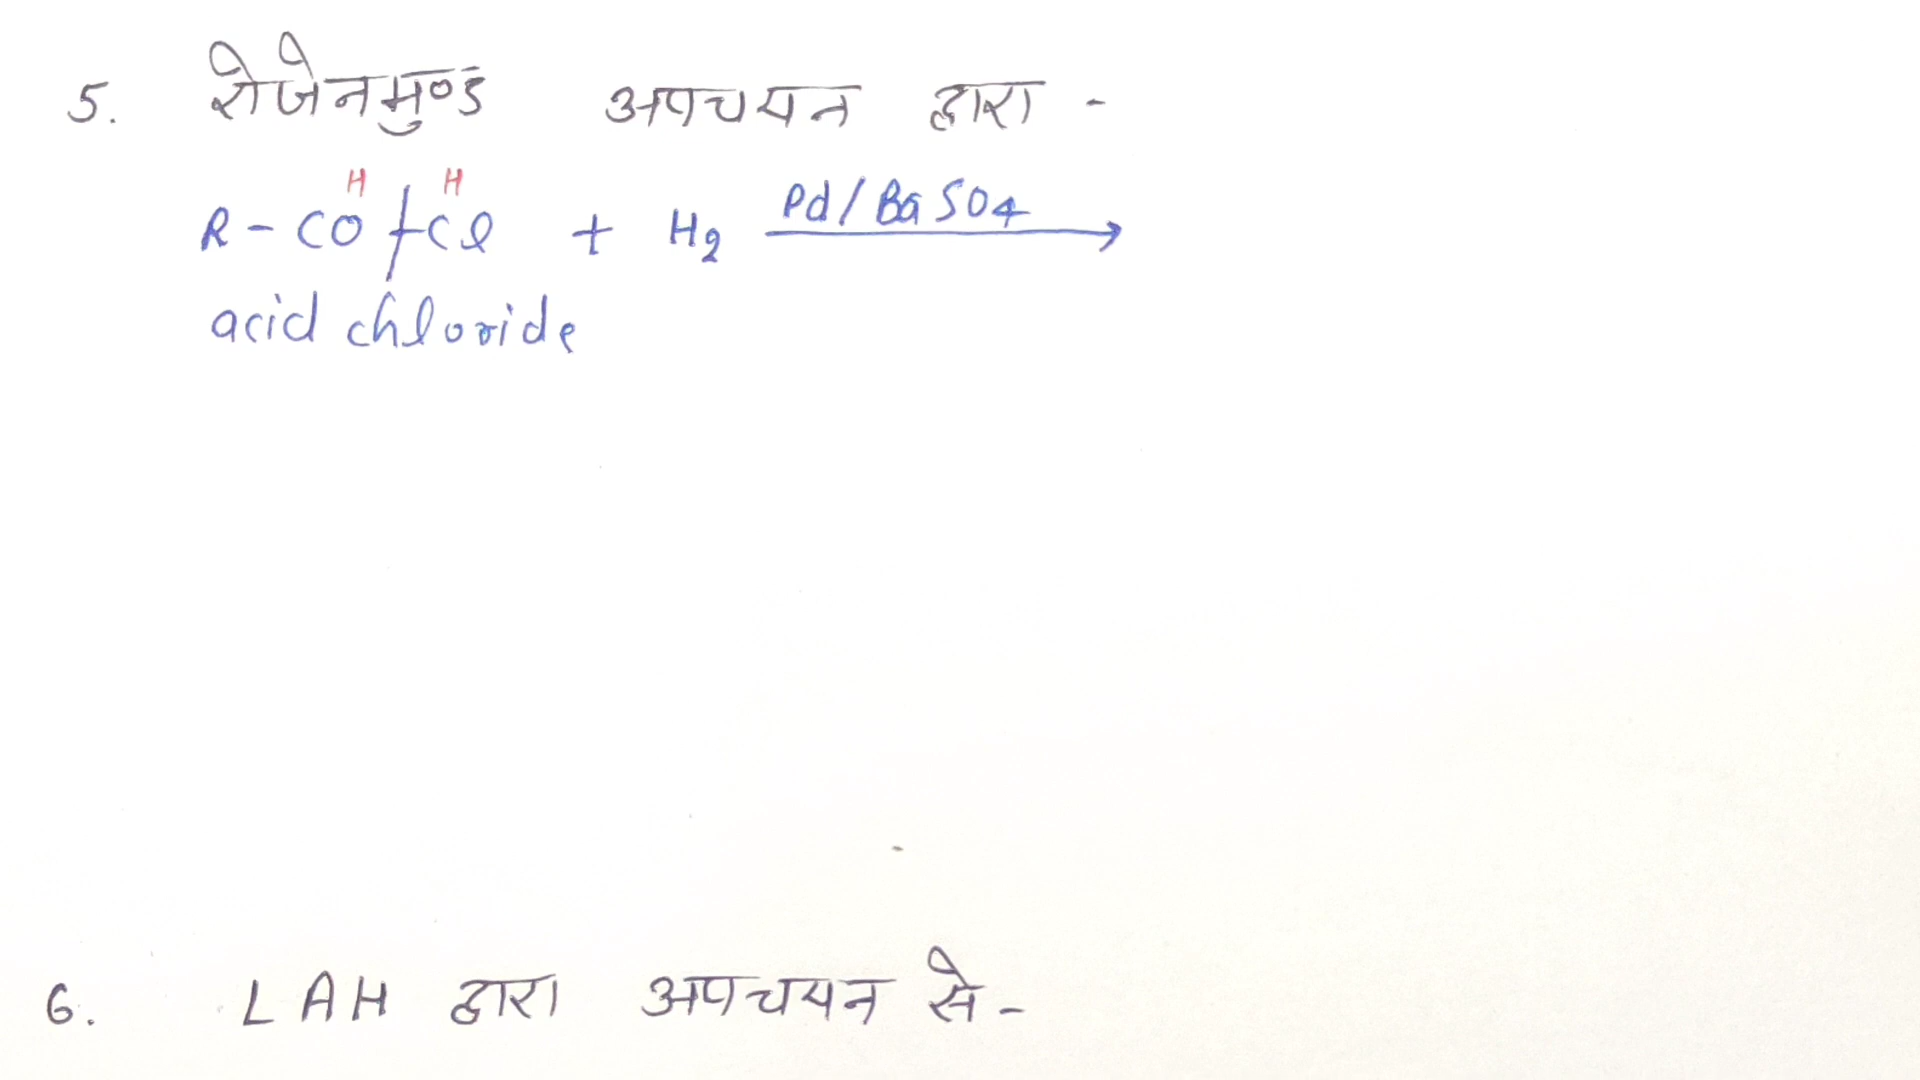 5. रोजेनमुण्ड अपचयन द्वारा -
H H
R - CO + Cl + H2 Pd / BaSO4 →
acid chloride
6. LAH द्वारा अपचयन से -